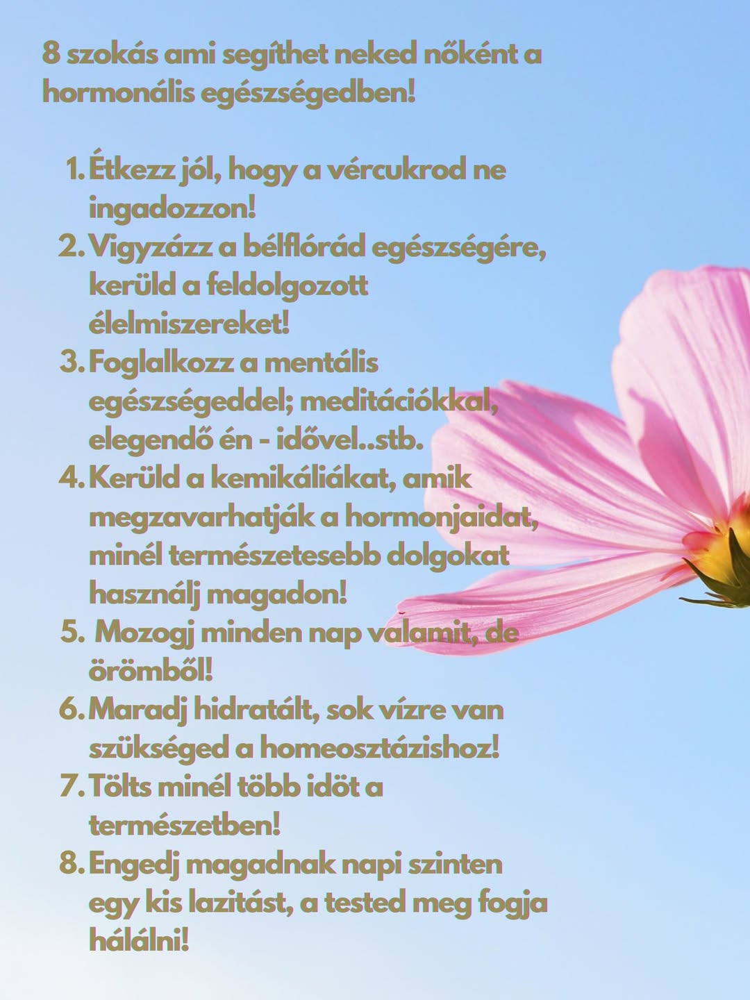 8 szokás ami segíthet neked nőként a
hormonális egészségedben!
1. Étkezz jól, hogy a vércukrod ne
ingadozzon!
2. Vigyzázz a bélflórád egészségére,
kerüld a feldolgozott
élelmiszereket!
3. Foglalkozz a mentális
egészségeddel; meditációkkal,
elegendő én - idővel..stb.
4. Kerüld a kemikáliákat, amik
megzavarhatják a hormonjaidat,
minél természetesebb dolgokat
használj magadon!
5. Mozogj minden nap valamit, de
örömből!
6. Maradj hidratált, sok vízre van
szükséged a homeosztázishoz!
7. Tölts minél több idöt a
természetben!
8. Engedj magadnak napi szinten
egy kis lazitást, a tested meg fogja
hálálni!